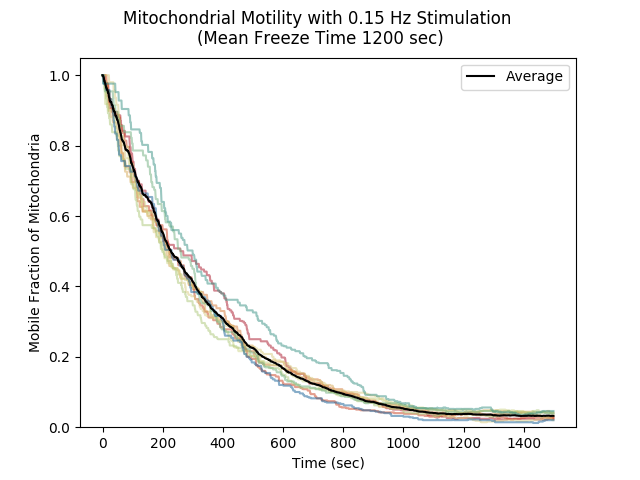 Mitochondrial Motility with 0.15 Hz Stimulation
(Mean Freeze Time 1200 sec)
Average
1.0
0.8
0.6
0.4
0.2
0.0
Mobile Fraction of Mitochondria
0
200
400
600
800
1000
1200
1400
Time (sec)